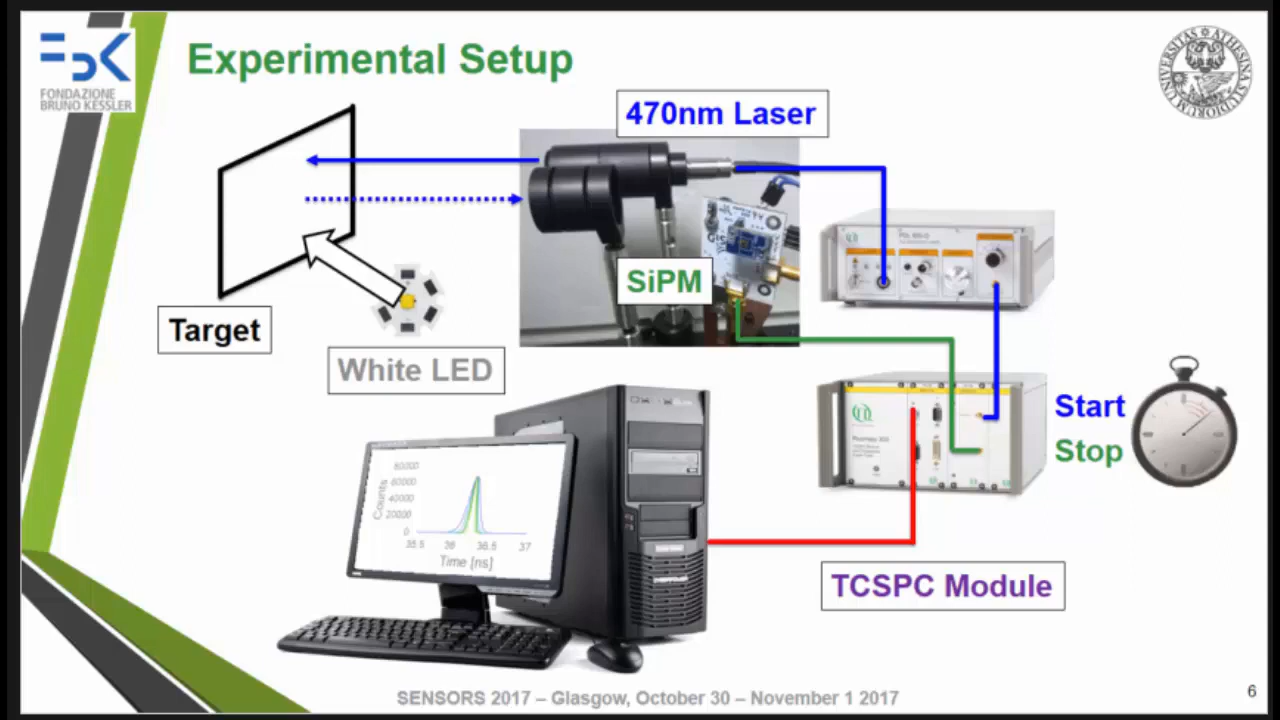 FONDAZIONE
BRUNO KESSLER
Experimental Setup
470nm Laser
SiPM
Target
White LED
Start
Stop
Counts
80000
60000
40000
20000
0
35.5 36 36.5 37
Time [ns]
TCSPC Module
SENSORS 2017 – Glasgow, October 30 – November 1 2017
6